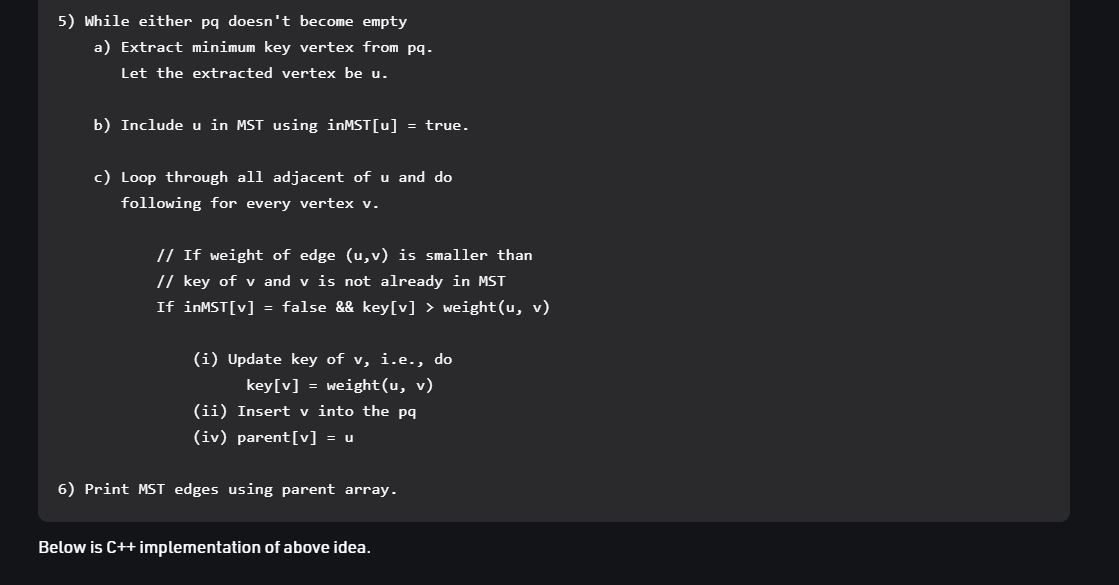 5) While either pq doesn't become empty
a) Extract minimum key vertex from pq.
Let the extracted vertex be u.
b) Include u in MST using inMST[u] = true.
c) Loop through all adjacent of u and do
following for every vertex v.
// If weight of edge (u,v) is smaller than
// key of v and v is not already in MST
If inMST[v] = false && key[v] > weight(u, v)
(i) Update key of v, i.e., do
key[v] = weight(u, v)
(ii) Insert v into the pq
(iv) parent[v] = u
6) Print MST edges using parent array.
Below is C++ implementation of above idea.